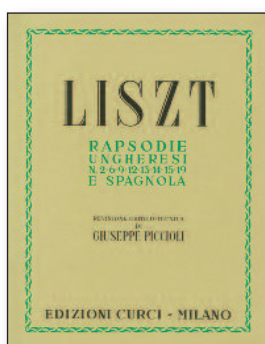 LISZT
RAPSODIE
UNGHERESI
N. 2-6-9-12-13-14-15-19
E SPAGNOLA
REVISIONE CRITICO-TECNICA
DI
GIUSEPPE PICCIOLI
EDIZIONI CURCI - MILANO